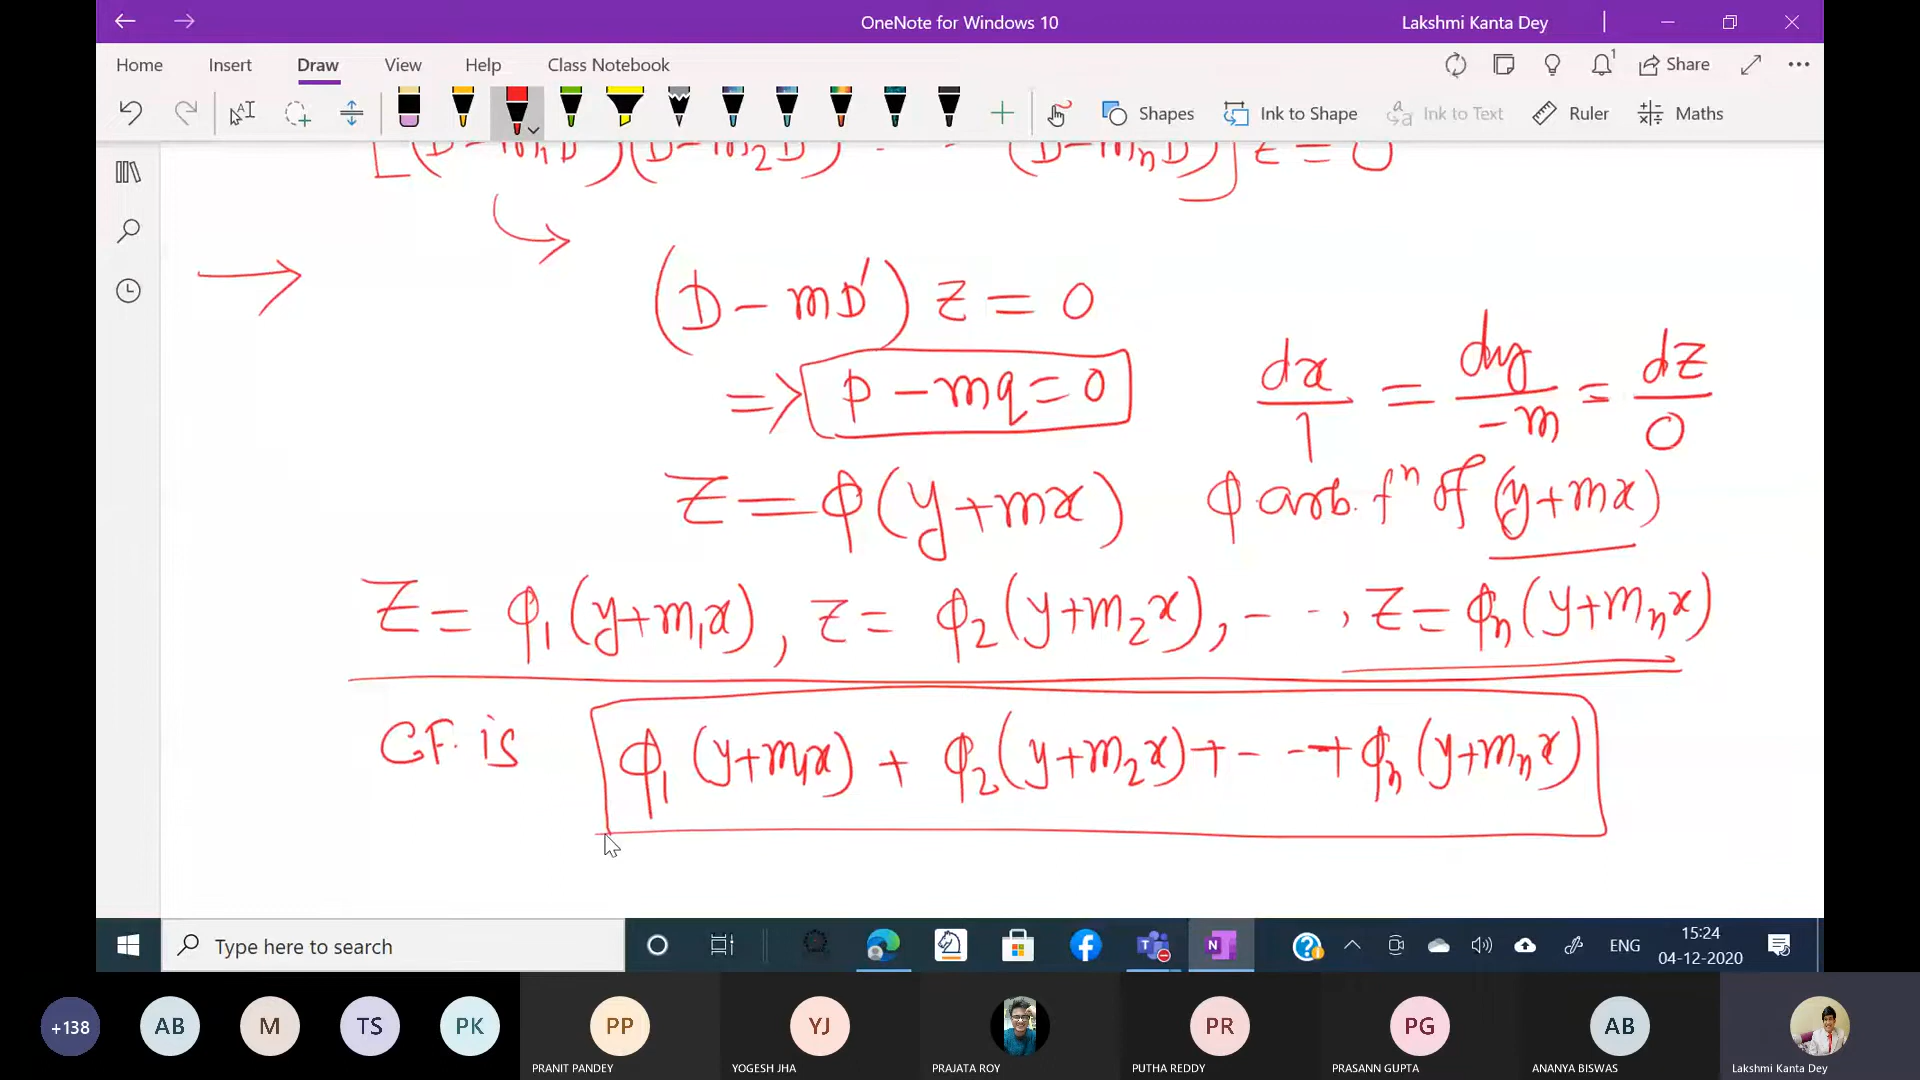 OneNote for Windows 10
Lakshmi Kanta Dey
Home Insert Draw View Help Class Notebook
1 Share
Shapes Ink to Shape Ink to Text Ruler Maths
z = 0
(D - mD') z = 0
=> p - mq = 0
dx/1 = dy/-m = dz/0
z = φ(y+mx) φ arb. fⁿ of (y+mx)
z = φ₁(y+m₁x), z = φ₂(y+m₂x), - - -, z = φₙ(y+mₙx)
CF. is φ₁(y+m₁x) + φ₂(y+m₂x) + - - - + φₙ(y+mₙx)
Type here to search
ENG
15:24
04-12-2020
+138 AB M TS PK PP YJ PR PG AB
PRANIT PANDEY YOGESH JHA PRAJATA ROY PUTHA REDDY PRASANN GUPTA ANANYA BISWAS Lakshmi Kanta Dey